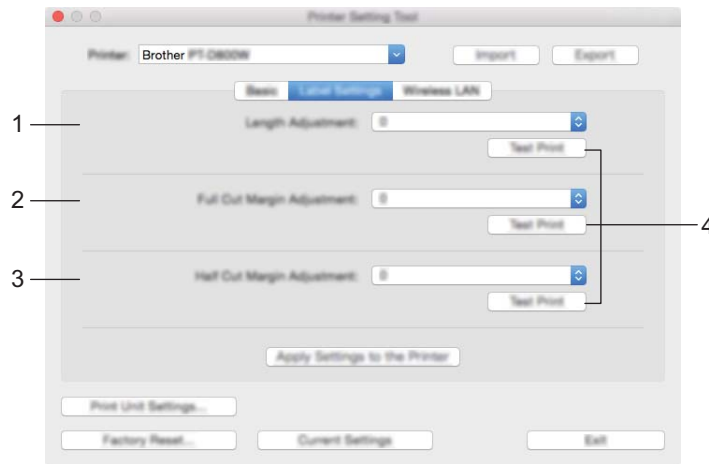 Printer Setting Tool
Printer: Brother PT-D800W Import Export
Basic Label Settings Wireless LAN
1 Length Adjustment: 0
Test Print
2 Full Cut Margin Adjustment: 0
Test Print 4
3 Half Cut Margin Adjustment: 0
Test Print
Apply Settings to the Printer
Print Unit Settings...
Factory Reset... Current Settings Exit